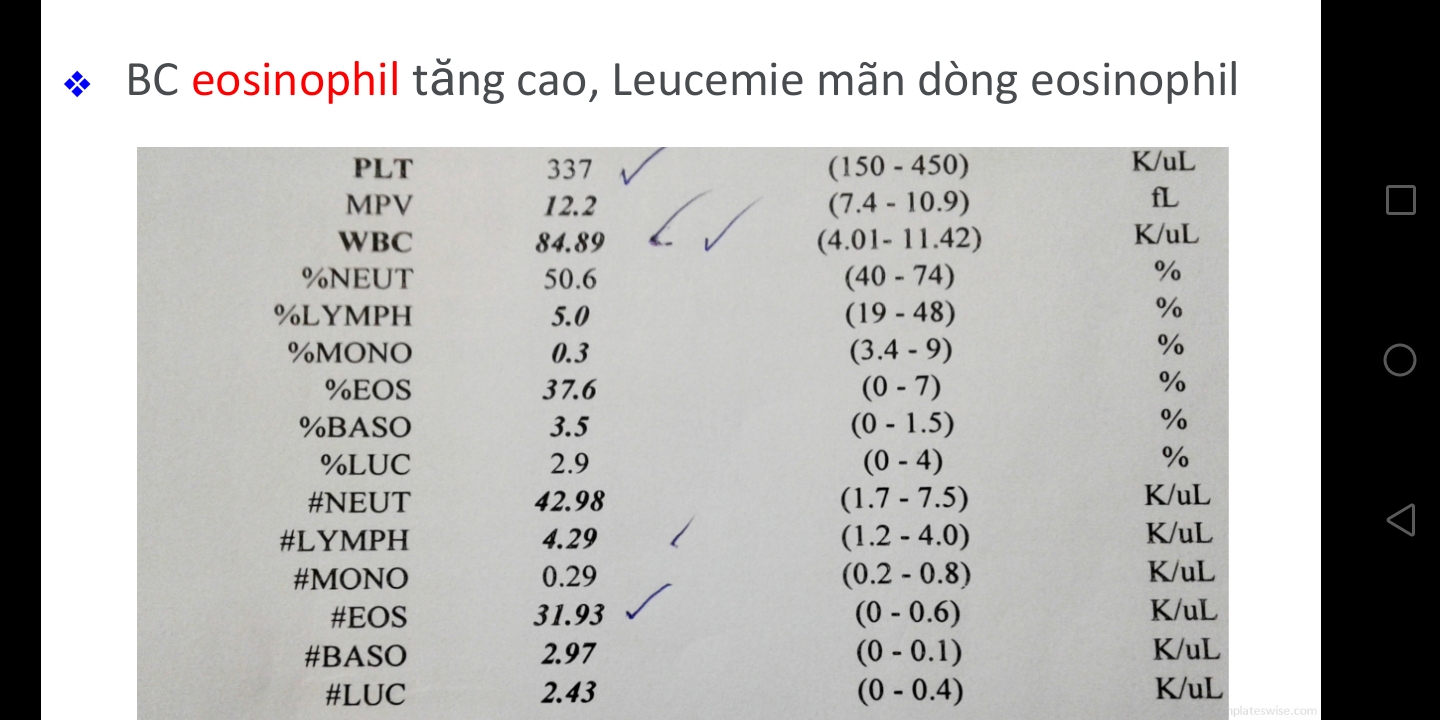 BC eosinophil tăng cao, Leucemie mãn dòng eosinophil
PLT 337 (150 - 450) K/uL
MPV 12.2 (7.4 - 10.9) fL
WBC 84.89 (4.01- 11.42) K/uL
%NEUT 50.6 (40 - 74) %
%LYMPH 5.0 (19 - 48) %
%MONO 0.3 (3.4 - 9) %
%EOS 37.6 (0 - 7) %
%BASO 3.5 (0 - 1.5) %
%LUC 2.9 (0 - 4) %
#NEUT 42.98 (1.7 - 7.5) K/uL
#LYMPH 4.29 (1.2 - 4.0) K/uL
#MONO 0.29 (0.2 - 0.8) K/uL
#EOS 31.93 (0 - 0.6) K/uL
#BASO 2.97 (0 - 0.1) K/uL
#LUC 2.43 (0 - 0.4) K/uL